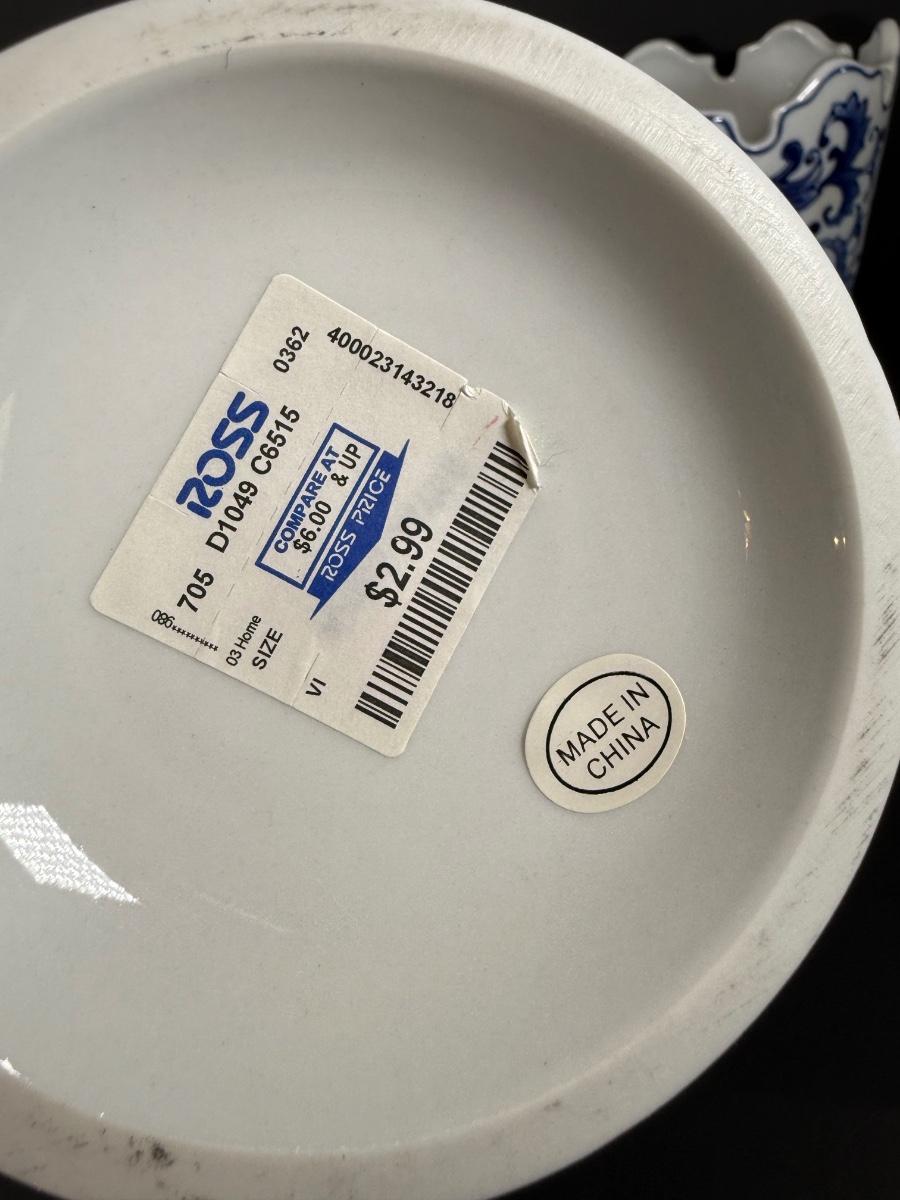 0362
400023143218
ROSS
705 D1049 C6515
COMPARE AT
$6.00 & UP
ROSS PRICE
086*********
03 Home
SIZE
$2.99
VI
MADE IN
CHINA